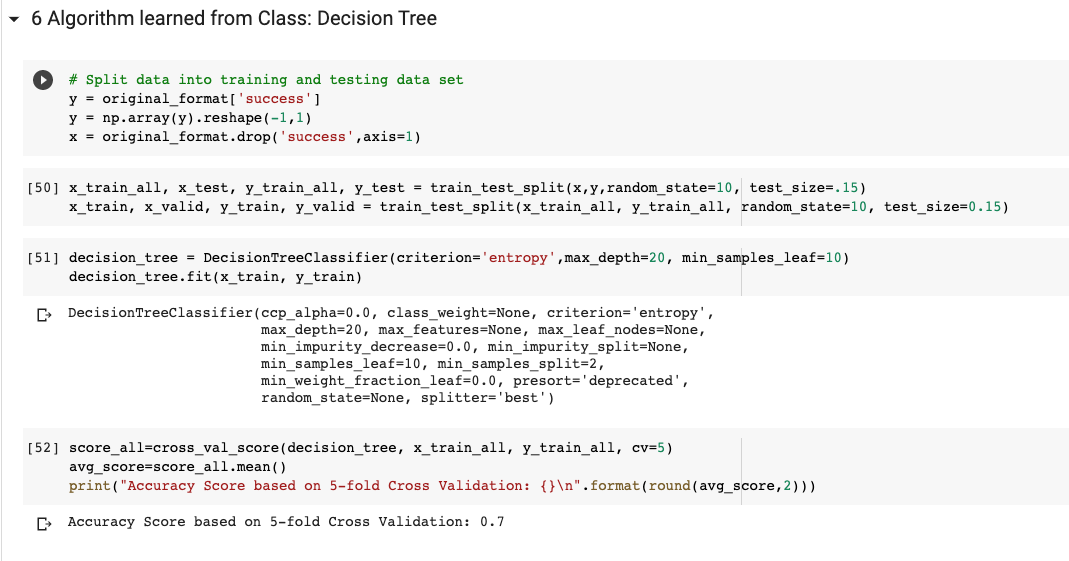 6 Algorithm learned from Class: Decision Tree
# Split data into training and testing data set
y = original_format['success']
y = np.array(y).reshape(-1,1)
x = original_format.drop('success',axis=1)
[50] x_train_all, x_test, y_train_all, y_test = train_test_split(x,y,random_state=10, test_size=.15)
x_train, x_valid, y_train, y_valid = train_test_split(x_train_all, y_train_all, random_state=10, test_size=0.15)
[51] decision_tree = DecisionTreeClassifier(criterion='entropy',max_depth=20, min_samples_leaf=10)
decision_tree.fit(x_train, y_train)
DecisionTreeClassifier(ccp_alpha=0.0, class_weight=None, criterion='entropy',
max_depth=20, max_features=None, max_leaf_nodes=None,
min_impurity_decrease=0.0, min_impurity_split=None,
min_samples_leaf=10, min_samples_split=2,
min_weight_fraction_leaf=0.0, presort='deprecated',
random_state=None, splitter='best')
[52] score_all=cross_val_score(decision_tree, x_train_all, y_train_all, cv=5)
avg_score=score_all.mean()
print("Accuracy Score based on 5-fold Cross Validation: {}\n".format(round(avg_score,2)))
Accuracy Score based on 5-fold Cross Validation: 0.7